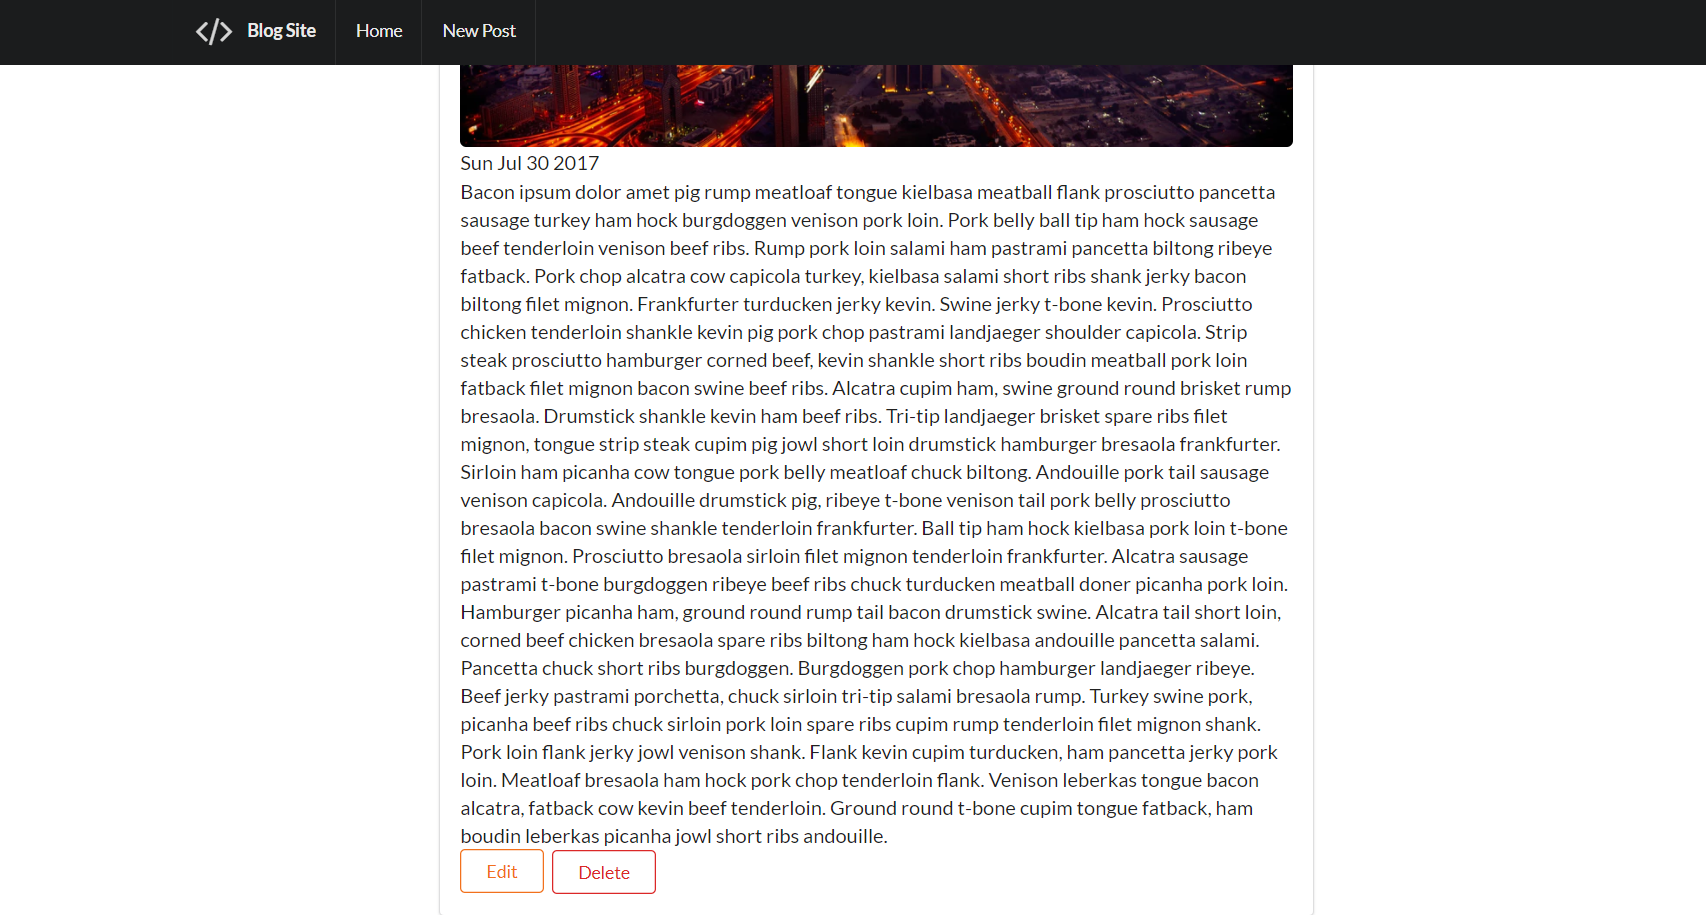 </> Blog Site Home New Post
Sun Jul 30 2017
Bacon ipsum dolor amet pig rump meatloaf tongue kielbasa meatball flank prosciutto pancetta
sausage turkey ham hock burgdoggen venison pork loin. Pork belly ball tip ham hock sausage
beef tenderloin venison beef ribs. Rump pork loin salami ham pastrami pancetta biltong ribeye
fatback. Pork chop alcatra cow capicola turkey, kielbasa salami short ribs shank jerky bacon
biltong filet mignon. Frankfurter turducken jerky kevin. Swine jerky t-bone kevin. Prosciutto
chicken tenderloin shankle kevin pig pork chop pastrami landjaeger shoulder capicola. Strip
steak prosciutto hamburger corned beef, kevin shankle short ribs boudin meatball pork loin
fatback filet mignon bacon swine beef ribs. Alcatra cupim ham, swine ground round brisket rump
bresaola. Drumstick shankle kevin ham beef ribs. Tri-tip landjaeger brisket spare ribs filet
mignon, tongue strip steak cupim pig jowl short loin drumstick hamburger bresaola frankfurter.
Sirloin ham picanha cow tongue pork belly meatloaf chuck biltong. Andouille pork tail sausage
venison capicola. Andouille drumstick pig, ribeye t-bone venison tail pork belly prosciutto
bresaola bacon swine shankle tenderloin frankfurter. Ball tip ham hock kielbasa pork loin t-bone
filet mignon. Prosciutto bresaola sirloin filet mignon tenderloin frankfurter. Alcatra sausage
pastrami t-bone burgdoggen ribeye beef ribs chuck turducken meatball doner picanha pork loin.
Hamburger picanha ham, ground round rump tail bacon drumstick swine. Alcatra tail short loin,
corned beef chicken bresaola spare ribs biltong ham hock kielbasa andouille pancetta salami.
Pancetta chuck short ribs burgdoggen. Burgdoggen pork chop hamburger landjaeger ribeye.
Beef jerky pastrami porchetta, chuck sirloin tri-tip salami bresaola rump. Turkey swine pork,
picanha beef ribs chuck sirloin pork loin spare ribs cupim rump tenderloin filet mignon shank.
Pork loin flank jerky jowl venison shank. Flank kevin cupim turducken, ham pancetta jerky pork
loin. Meatloaf bresaola ham hock pork chop tenderloin flank. Venison leberkas tongue bacon
alcatra, fatback cow kevin beef tenderloin. Ground round t-bone cupim tongue fatback, ham
boudin leberkas picanha jowl short ribs andouille.
Edit Delete